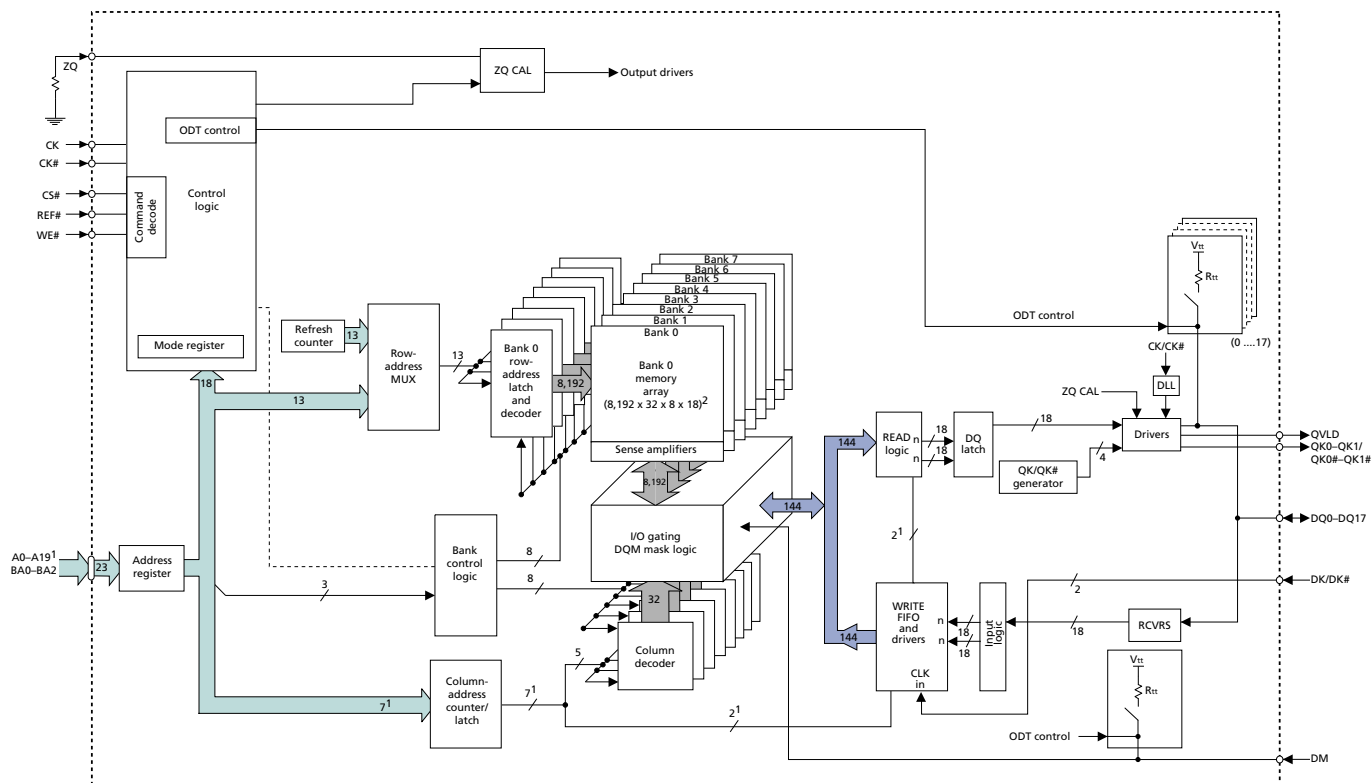 ZQ
ZQ CAL
Output drivers
ODT control
CK
CK#
CS#
REF#
WE#
Command decode
Control
logic
Mode register
18
Refresh
counter
13
13
Row-
address
MUX
13
Bank 0
row-
address
latch
and
decoder
8,192
Bank 7
Bank 6
Bank 5
Bank 4
Bank 3
Bank 2
Bank 1
Bank 0
Bank 0
memory
array
(8,192 x 32 x 8 x 18)2
Sense amplifiers
8,192
I/O gating
DQM mask logic
32
Column
decoder
A0–A191
BA0–BA2
23
Address
register
3
Bank
control
logic
8
8
71
Column-
address
counter/
latch
71
5
21
144
144
144
READ
logic
n
n
18
18
DQ
latch
18
21
QK/QK#
generator
4
ZQ CAL
CK/CK#
DLL
Drivers
ODT control
Vtt
Rtt
(0 ....17)
QVLD
QK0–QK1/
QK0#–QK1#
DQ0–DQ17
DK/DK#
2
WRITE
FIFO
and
drivers
n
n
CLK
in
18
18
Input
logic
18
RCVRS
Vtt
Rtt
ODT control
DM